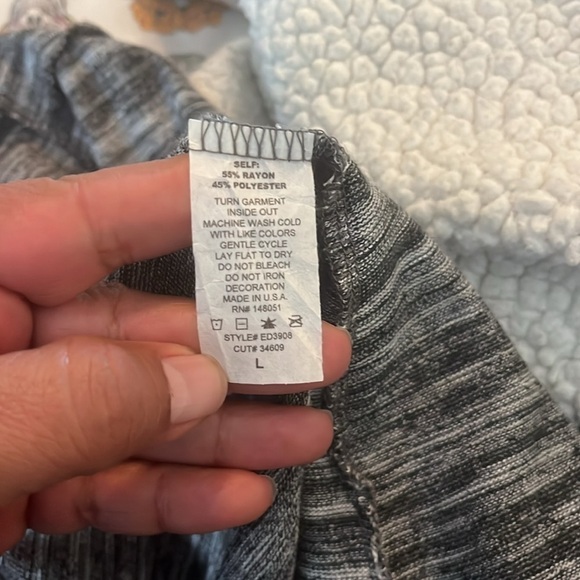 SELF:
55% RAYON
45% POLYESTER
TURN GARMENT
INSIDE OUT
MACHINE WASH COLD
WITH LIKE COLORS
GENTLE CYCLE
LAY FLAT TO DRY
DO NOT BLEACH
DO NOT IRON
DECORATION
MADE IN U.S.A.
RN# 148051
STYLE# ED3908
CUT# 34609
L